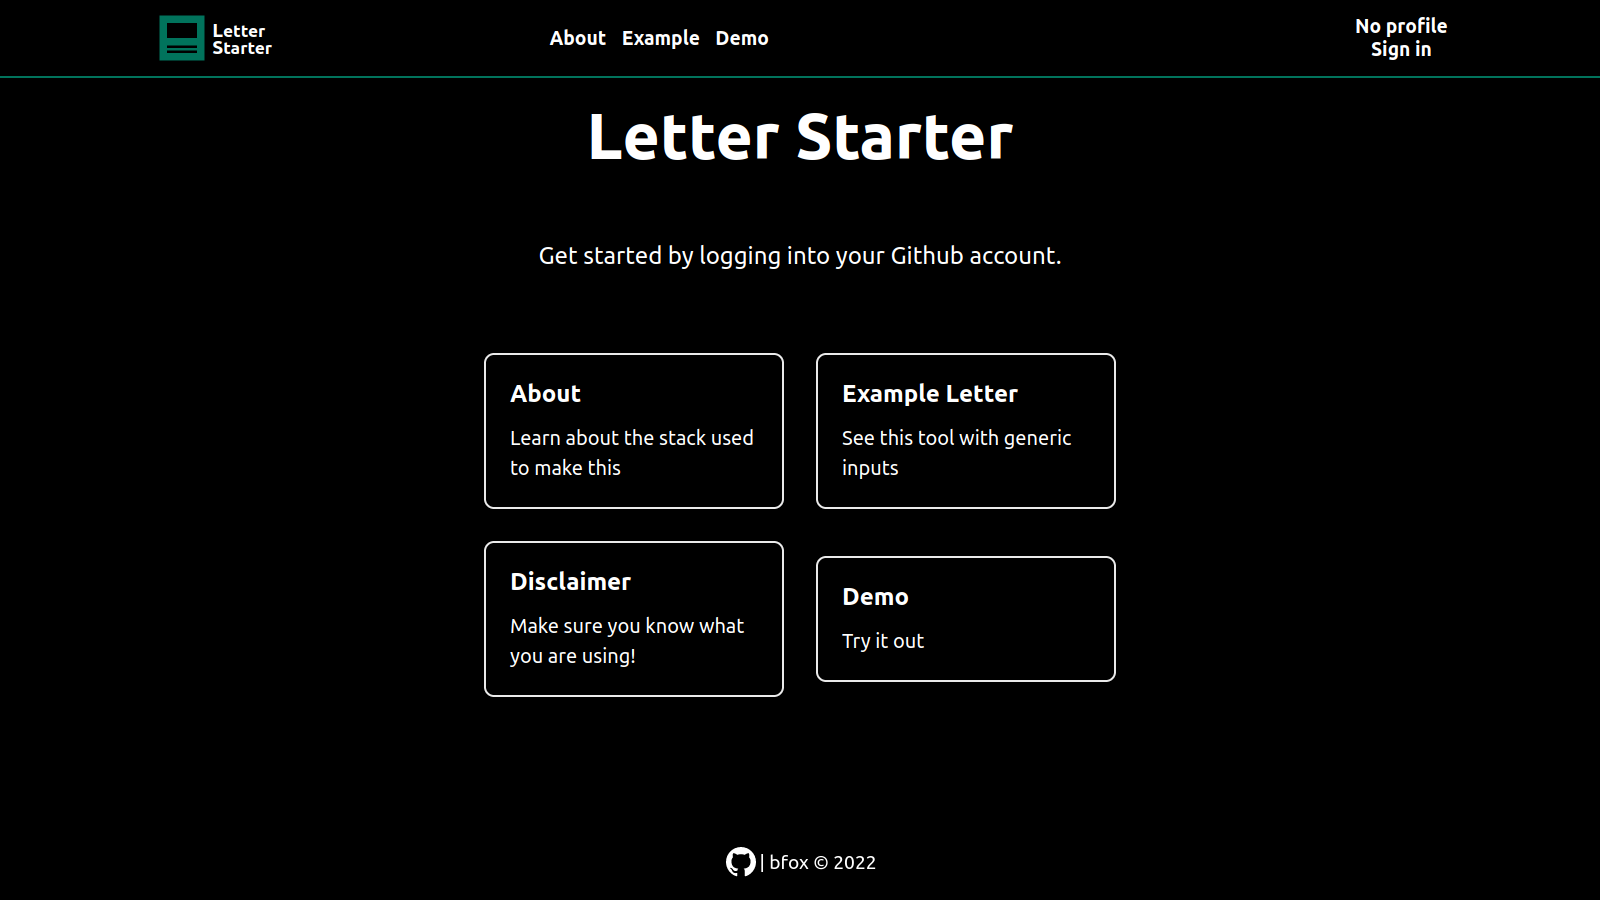 Letter
Starter
About Example Demo
No profile
Sign in
Letter Starter
Get started by logging into your Github account.
About
Learn about the stack used
to make this
Example Letter
See this tool with generic
inputs
Disclaimer
Make sure you know what
you are using!
Demo
Try it out
| bfox © 2022